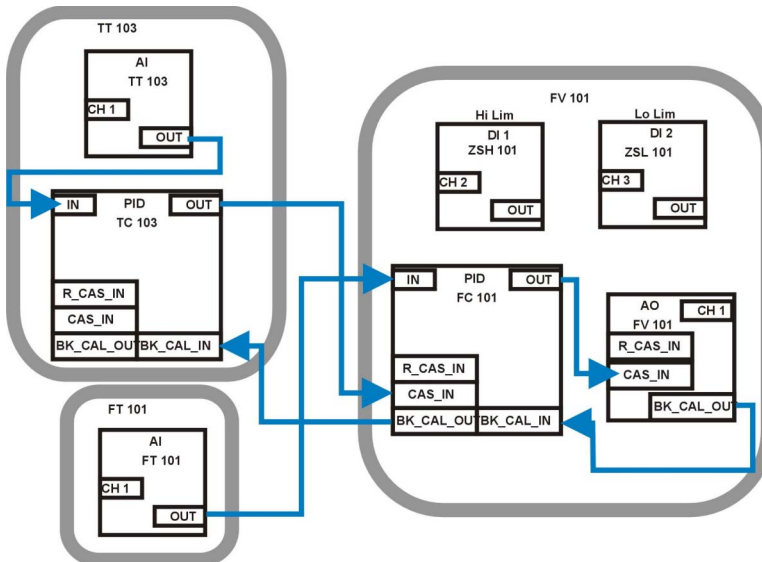 TT 103
AI
TT 103
CH 1
OUT
IN PID OUT
TC 103
R_CAS_IN
CAS_IN
BK_CAL_OUT BK_CAL_IN
FT 101
AI
FT 101
CH 1
OUT
FV 101
Hi Lim
DI 1
ZSH 101
CH 2
OUT
Lo Lim
DI 2
ZSL 101
CH 3
OUT
IN PID OUT
FC 101
R_CAS_IN
CAS_IN
BK_CAL_OUT BK_CAL_IN
AO CH 1
FV 101
R_CAS_IN
CAS_IN
BK_CAL_OUT